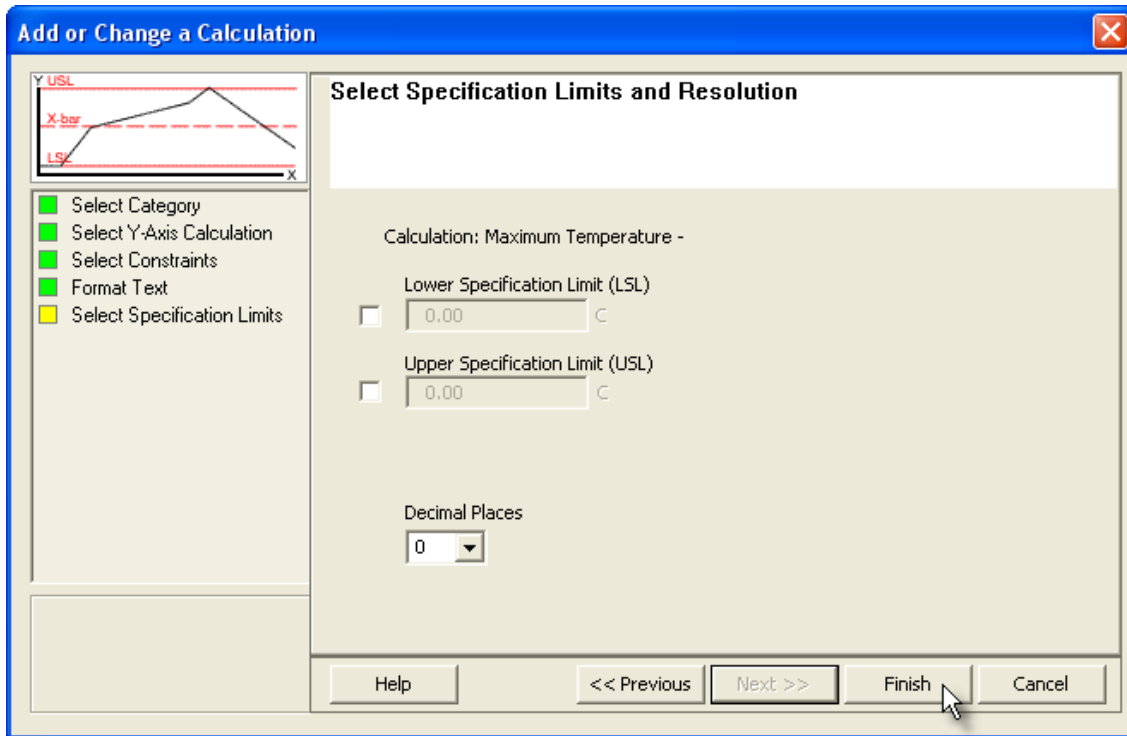 Add or Change a Calculation
Y USL
X-bar
LSL
X
Select Specification Limits and Resolution
Select Category
Select Y-Axis Calculation
Select Constraints
Format Text
Select Specification Limits
Calculation: Maximum Temperature -
Lower Specification Limit (LSL)
0.00 C
Upper Specification Limit (USL)
0.00 C
Decimal Places
0
Help << Previous Next >> Finish Cancel